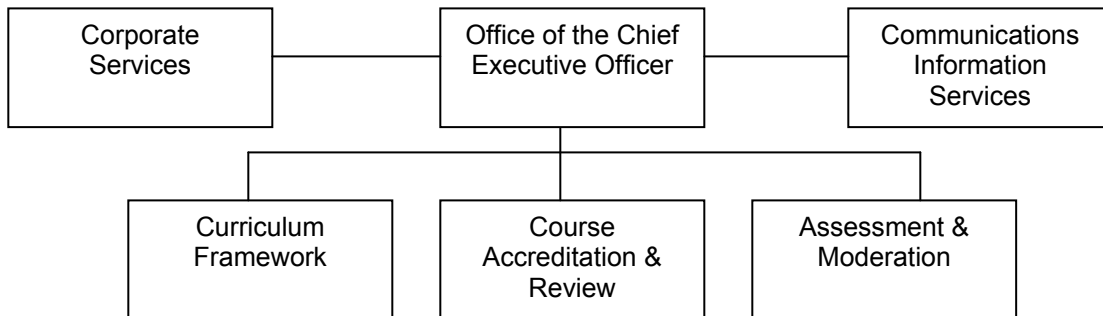 Corporate
Services
Office of the Chief
Executive Officer
Communications
Information
Services
Curriculum
Framework
Course
Accreditation &
Review
Assessment &
Moderation